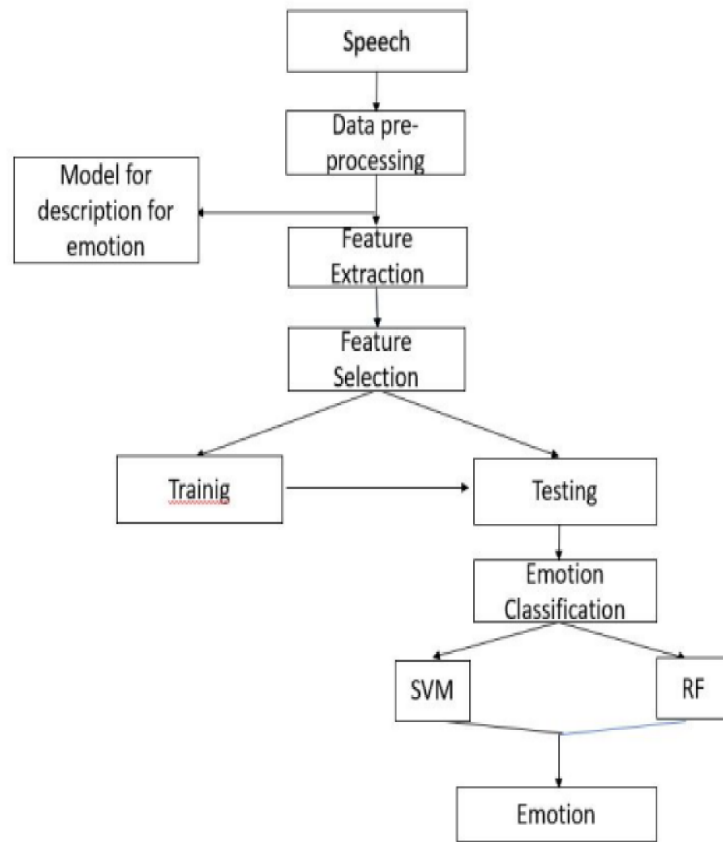 Speech
Data pre-
processing
Model for
description for
emotion
Feature
Extraction
Feature
Selection
Trainig
Testing
Emotion
Classification
SVM
RF
Emotion